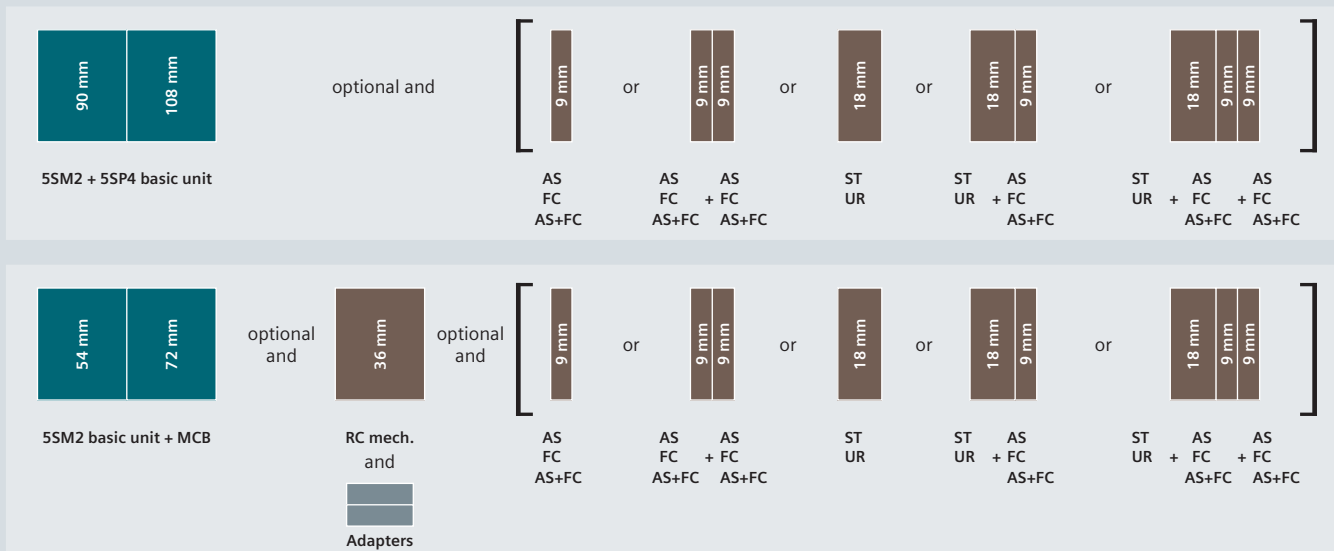 90 mm
108 mm
optional and
9 mm
or
9 mm
9 mm
or
18 mm
or
18 mm
9 mm
or
18 mm
9 mm
9 mm
5SM2 + 5SP4 basic unit
AS
FC
AS+FC
AS AS
FC + FC
AS+FC AS+FC
ST
UR
ST AS
UR + FC
AS+FC
ST AS AS
UR + FC + FC
AS+FC AS+FC
54 mm
72 mm
optional
and
36 mm
optional
and
9 mm
or
9 mm
9 mm
or
18 mm
or
18 mm
9 mm
or
18 mm
9 mm
9 mm
5SM2 basic unit + MCB
RC mech.
and
Adapters
AS
FC
AS+FC
AS AS
FC + FC
AS+FC AS+FC
ST
UR
ST AS
UR + FC
AS+FC
ST AS AS
UR + FC + FC
AS+FC AS+FC